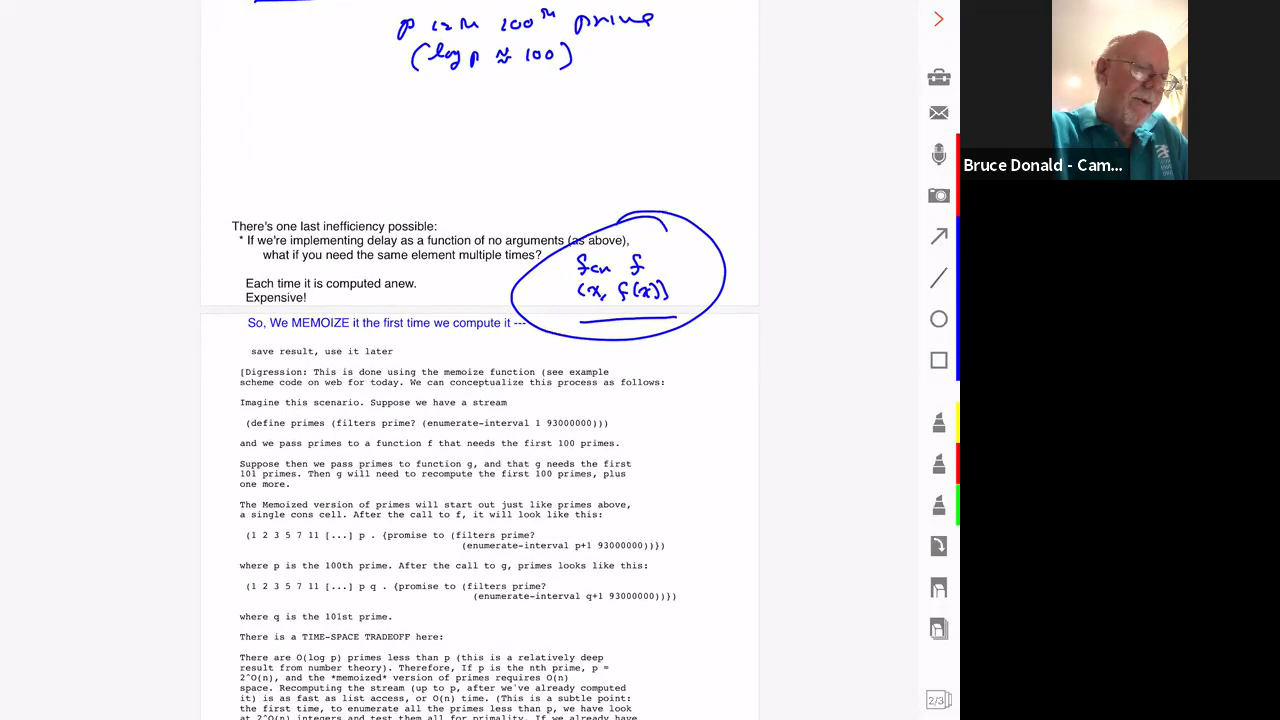 p is the 100th prime
(log p ≈ 100)
There's one last inefficiency possible:
* If we're implementing delay as a function of no arguments (as above),
what if you need the same element multiple times?
Each time it is computed anew.
Expensive!
fcn f
(x, f(x))
So, We MEMOIZE it the first time we compute it ---
save result, use it later
[Digression: This is done using the memoize function (see example
scheme code on web for today. We can conceptualize this process as follows:
Imagine this scenario. Suppose we have a stream
(define primes (filters prime? (enumerate-interval 1 93000000)))
and we pass primes to a function f that needs the first 100 primes.
Suppose then we pass primes to function g, and that g needs the first
101 primes. Then g will need to recompute the first 100 primes, plus
one more.
The Memoized version of primes will start out just like primes above,
a single cons cell. After the call to f, it will look like this:
(1 2 3 5 7 11 [...] p . {promise to (filters prime?
(enumerate-interval p+1 93000000))})
where p is the 100th prime. After the call to g, primes looks like this:
(1 2 3 5 7 11 [...] p q . {promise to (filters prime?
(enumerate-interval q+1 93000000))})
where q is the 101st prime.
There is a TIME-SPACE TRADEOFF here:
There are O(log p) primes less than p (this is a relatively deep
result from number theory). Therefore, If p is the nth prime, p =
2^O(n), and the *memoized* version of primes requires O(n)
space. Recomputing the stream (up to p, after we've already computed
it) is as fast as list access, or O(n) time. (This is a subtle point:
the first time, to enumerate all the primes less than p, we have look
at 2^O(n) integers and test them all for primality. If we already have
Bruce Donald - Cam...
2/3